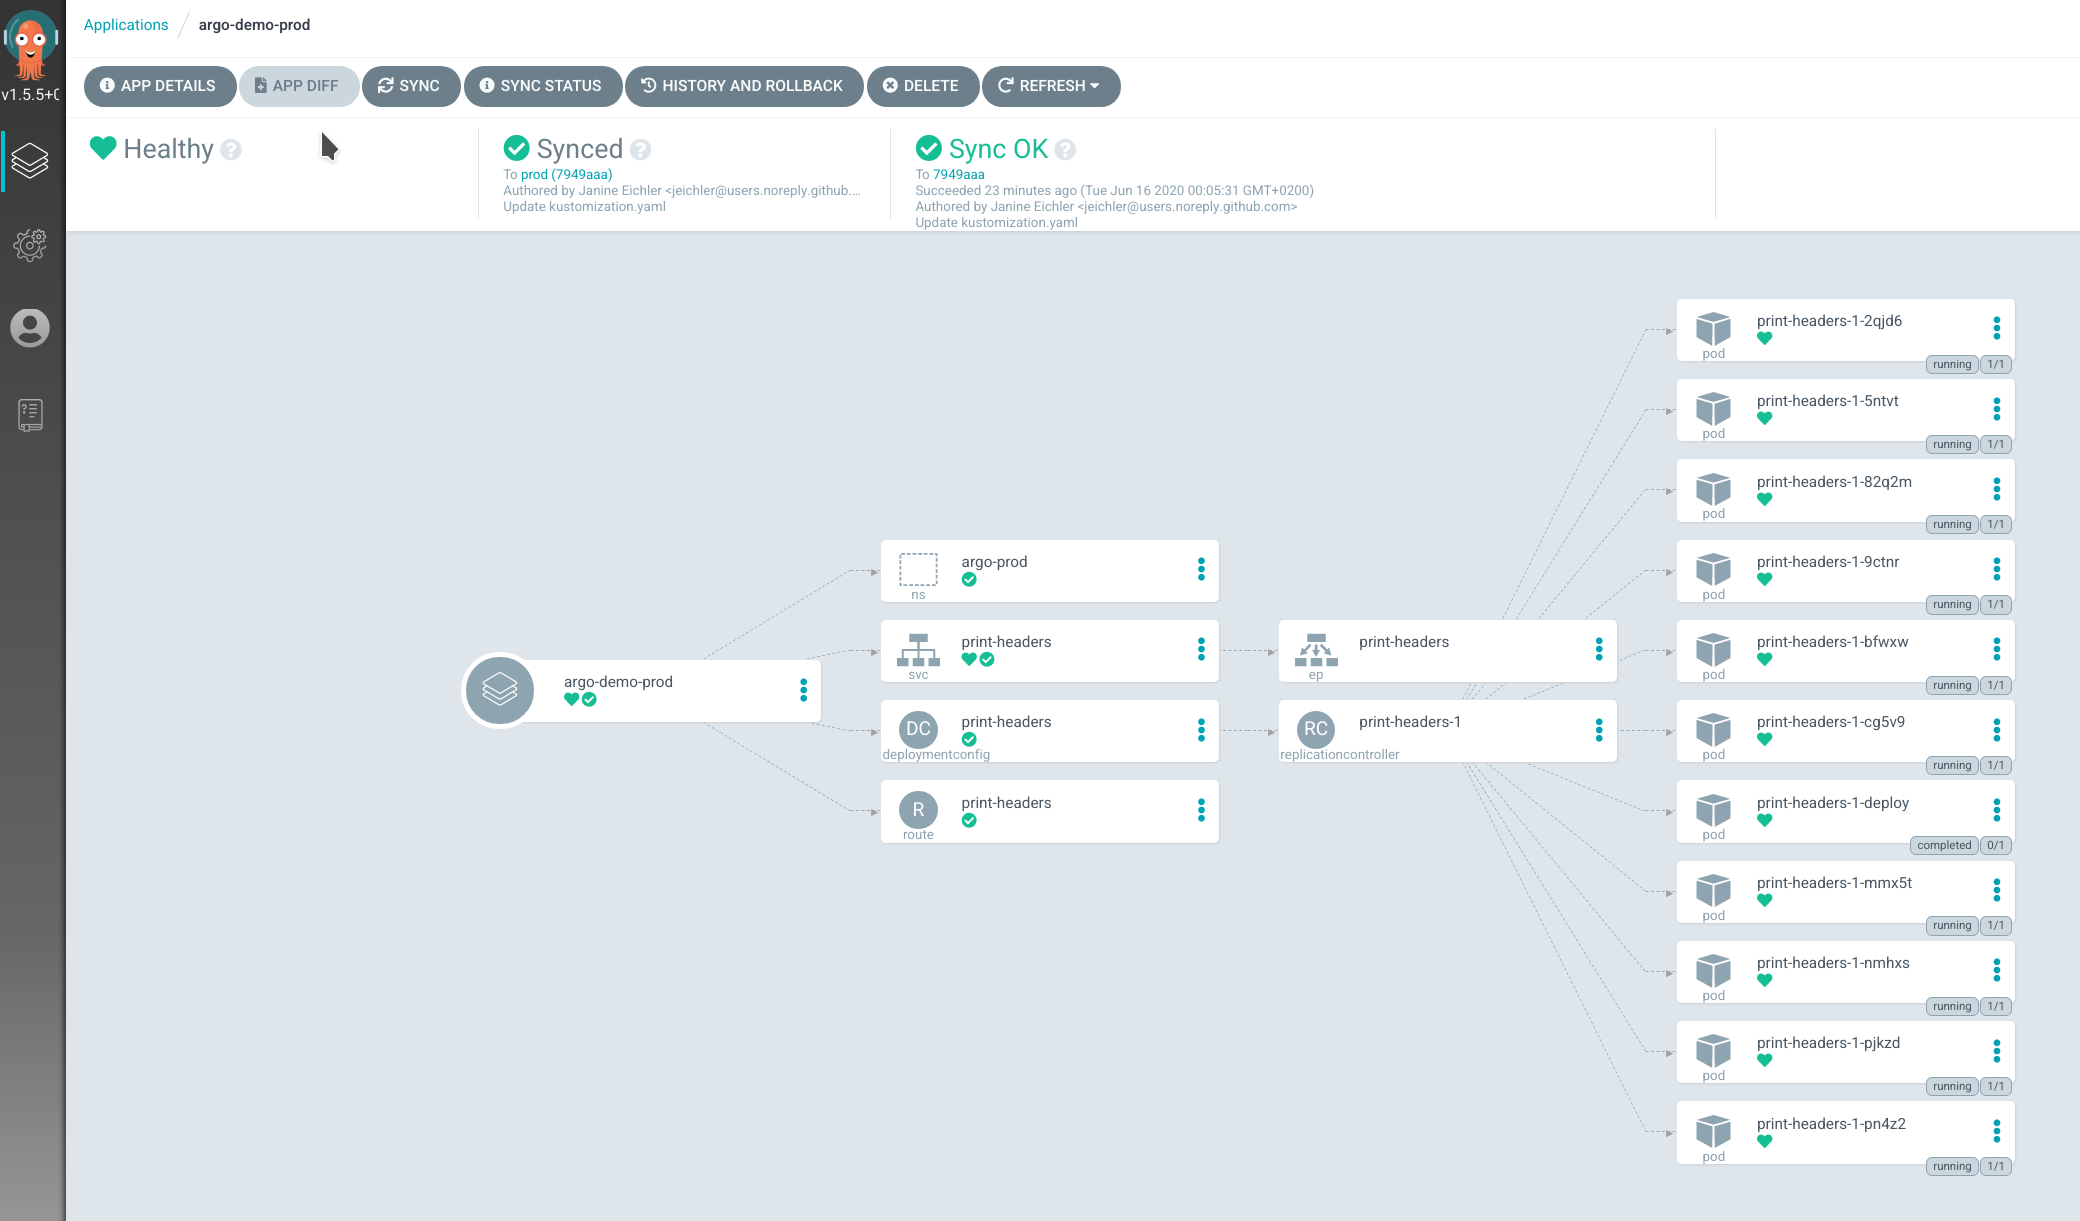 Applications / argo-demo-prod
v1.5.5+0
APP DETAILS APP DIFF SYNC SYNC STATUS HISTORY AND ROLLBACK DELETE REFRESH
Healthy ?
Synced ?
To prod (7949aaa)
Authored by Janine Eichler <jeichler@users.noreply.github....
Update kustomization.yaml
Sync OK ?
To 7949aaa
Succeeded 23 minutes ago (Tue Jun 16 2020 00:05:31 GMT+0200)
Authored by Janine Eichler <jeichler@users.noreply.github.com>
Update kustomization.yaml
argo-demo-prod
argo-prod
ns
print-headers
svc
DC print-headers
deploymentconfig
R print-headers
route
print-headers
ep
RC print-headers-1
replicationcontroller
print-headers-1-2qjd6
pod
running 1/1
print-headers-1-5ntvt
pod
running 1/1
print-headers-1-82q2m
pod
running 1/1
print-headers-1-9ctnr
pod
running 1/1
print-headers-1-bfwxw
pod
running 1/1
print-headers-1-cg5v9
pod
running 1/1
print-headers-1-deploy
pod
completed 0/1
print-headers-1-mmx5t
pod
running 1/1
print-headers-1-nmhxs
pod
running 1/1
print-headers-1-pjkzd
pod
running 1/1
print-headers-1-pn4z2
pod
running 1/1